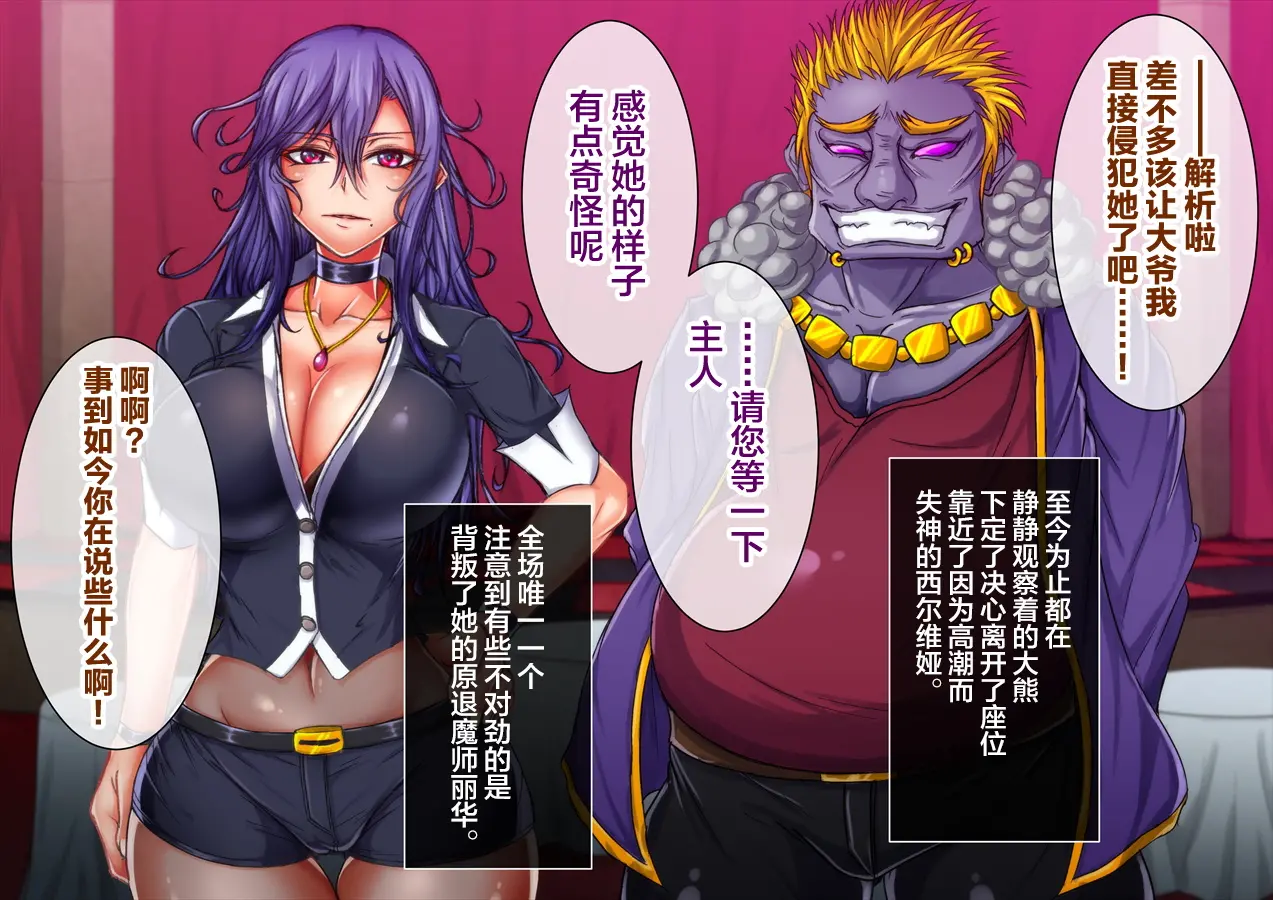 ————解析啦
差不多该让大爷我
直接侵犯她了吧……！
至今为止都在
静静观察着的大熊
下定了决心离开了座位
靠近了因为高潮而
失神的西尔维娅。
……请您等一下
主人
感觉她的样子
有点奇怪呢
全场唯一一个
注意到有些不对劲的是
背叛了她的原退魔师丽华。
啊啊？
事到如今你在说些什么啊！